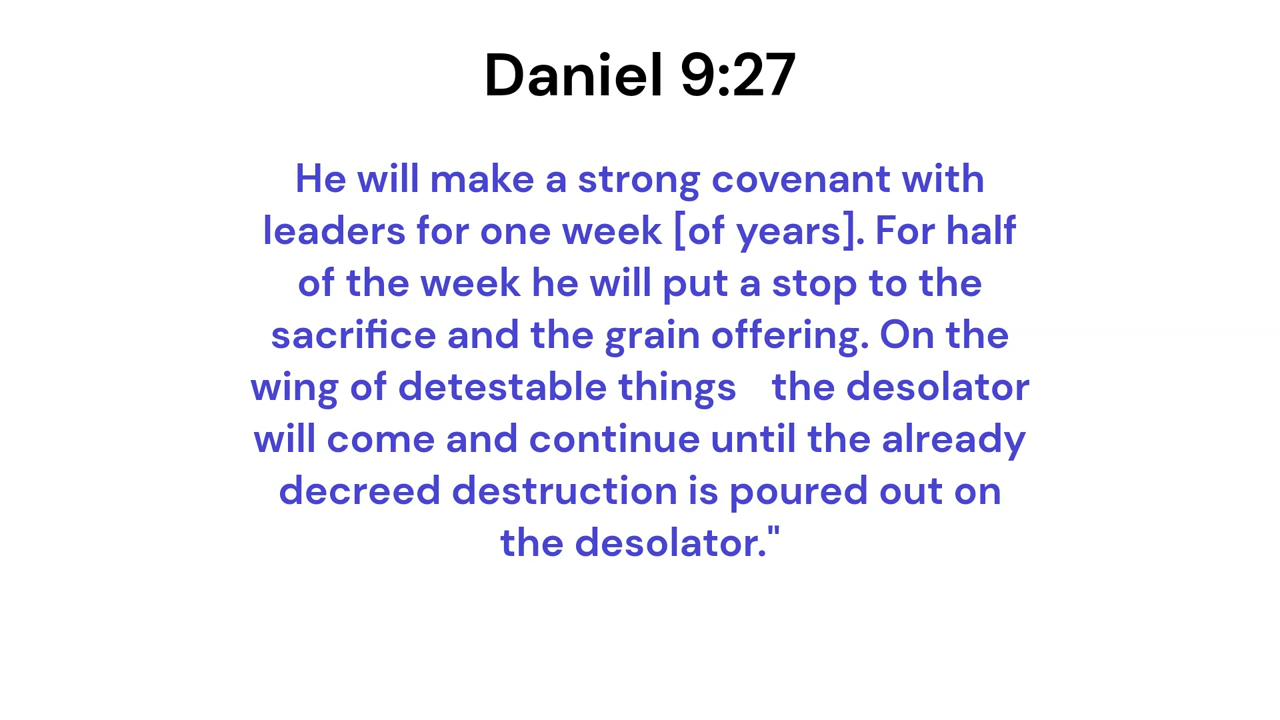 Daniel 9:27
He will make a strong covenant with
leaders for one week [of years]. For half
of the week he will put a stop to the
sacrifice and the grain offering. On the
wing of detestable things   the desolator
will come and continue until the already
decreed destruction is poured out on
the desolator."